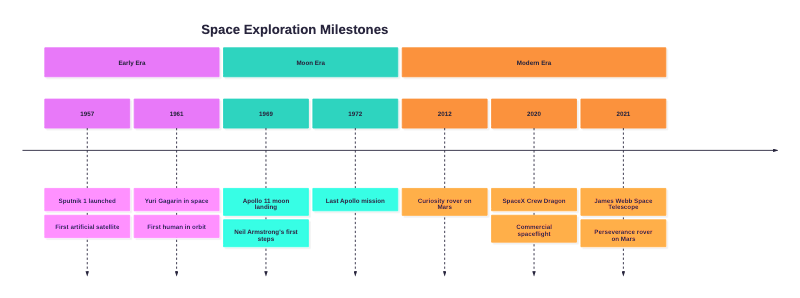 Space Exploration Milestones
Early Era
Moon Era
Modern Era
1957
1961
1969
1972
2012
2020
2021
Sputnik 1 launched
First artificial satellite
Yuri Gagarin in space
First human in orbit
Apollo 11 moon
landing
Neil Armstrong's first
steps
Last Apollo mission
Curiosity rover on
Mars
SpaceX Crew Dragon
Commercial
spaceflight
James Webb Space
Telescope
Perseverance rover
on Mars